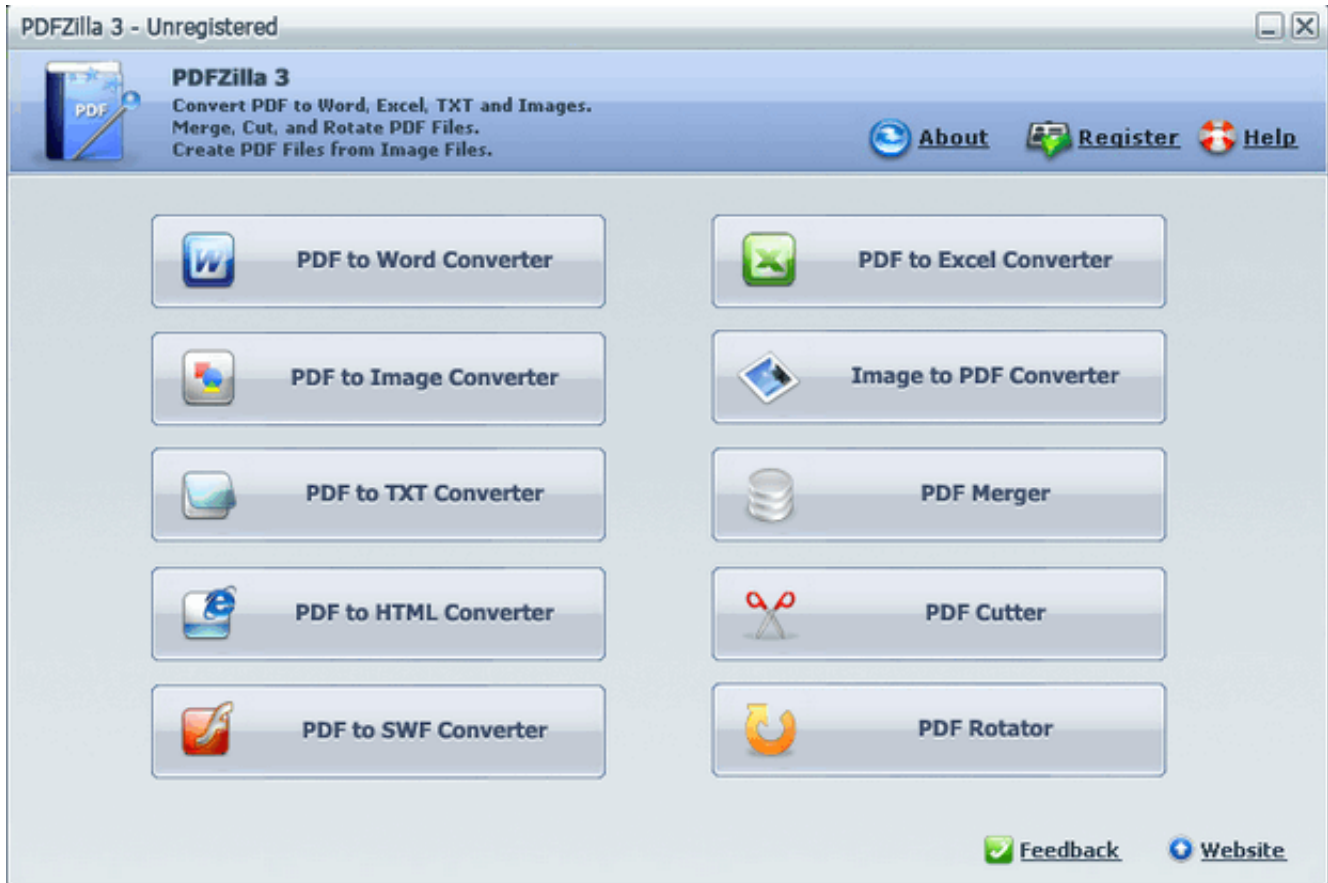 PDFZilla 3 - Unregistered
PDF
PDFZilla 3
Convert PDF to Word, Excel, TXT and Images.
Merge, Cut, and Rotate PDF Files.
Create PDF Files from Image Files.
About Register Help
PDF to Word Converter
PDF to Excel Converter
PDF to Image Converter
Image to PDF Converter
PDF to TXT Converter
PDF Merger
PDF to HTML Converter
PDF Cutter
PDF to SWF Converter
PDF Rotator
Feedback Website